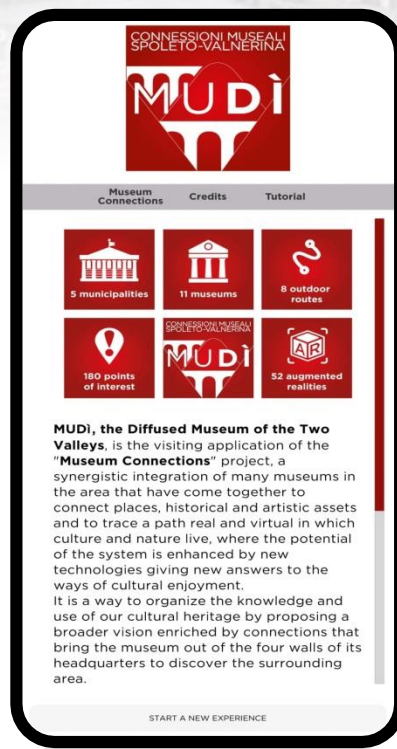 CONNESSIONI MUSEALI
SPOLETO-VALNERINA
MUDÌ
Museum
Connections
Credits
Tutorial
5 municipalities
11 museums
8 outdoor
routes
180 points
of interest
CONNESSIONI MUSEALI
SPOLETO-VALNERINA
MUDÌ
AR
52 augmented
realities
MUDì, the Diffused Museum of the Two
Valleys, is the visiting application of the
"Museum Connections" project, a
synergistic integration of many museums in
the area that have come together to
connect places, historical and artistic assets
and to trace a path real and virtual in which
culture and nature live, where the potential
of the system is enhanced by new
technologies giving new answers to the
ways of cultural enjoyment.
It is a way to organize the knowledge and
use of our cultural heritage by proposing a
broader vision enriched by connections that
bring the museum out of the four walls of its
headquarters to discover the surrounding
area.
START A NEW EXPERIENCE